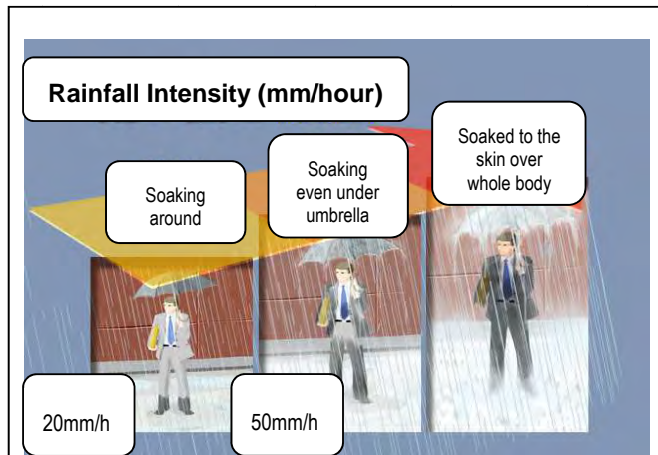 Rainfall Intensity (mm/hour)
Soaking
around
Soaking
even under
umbrella
Soaked to the
skin over
whole body
20mm/h
50mm/h